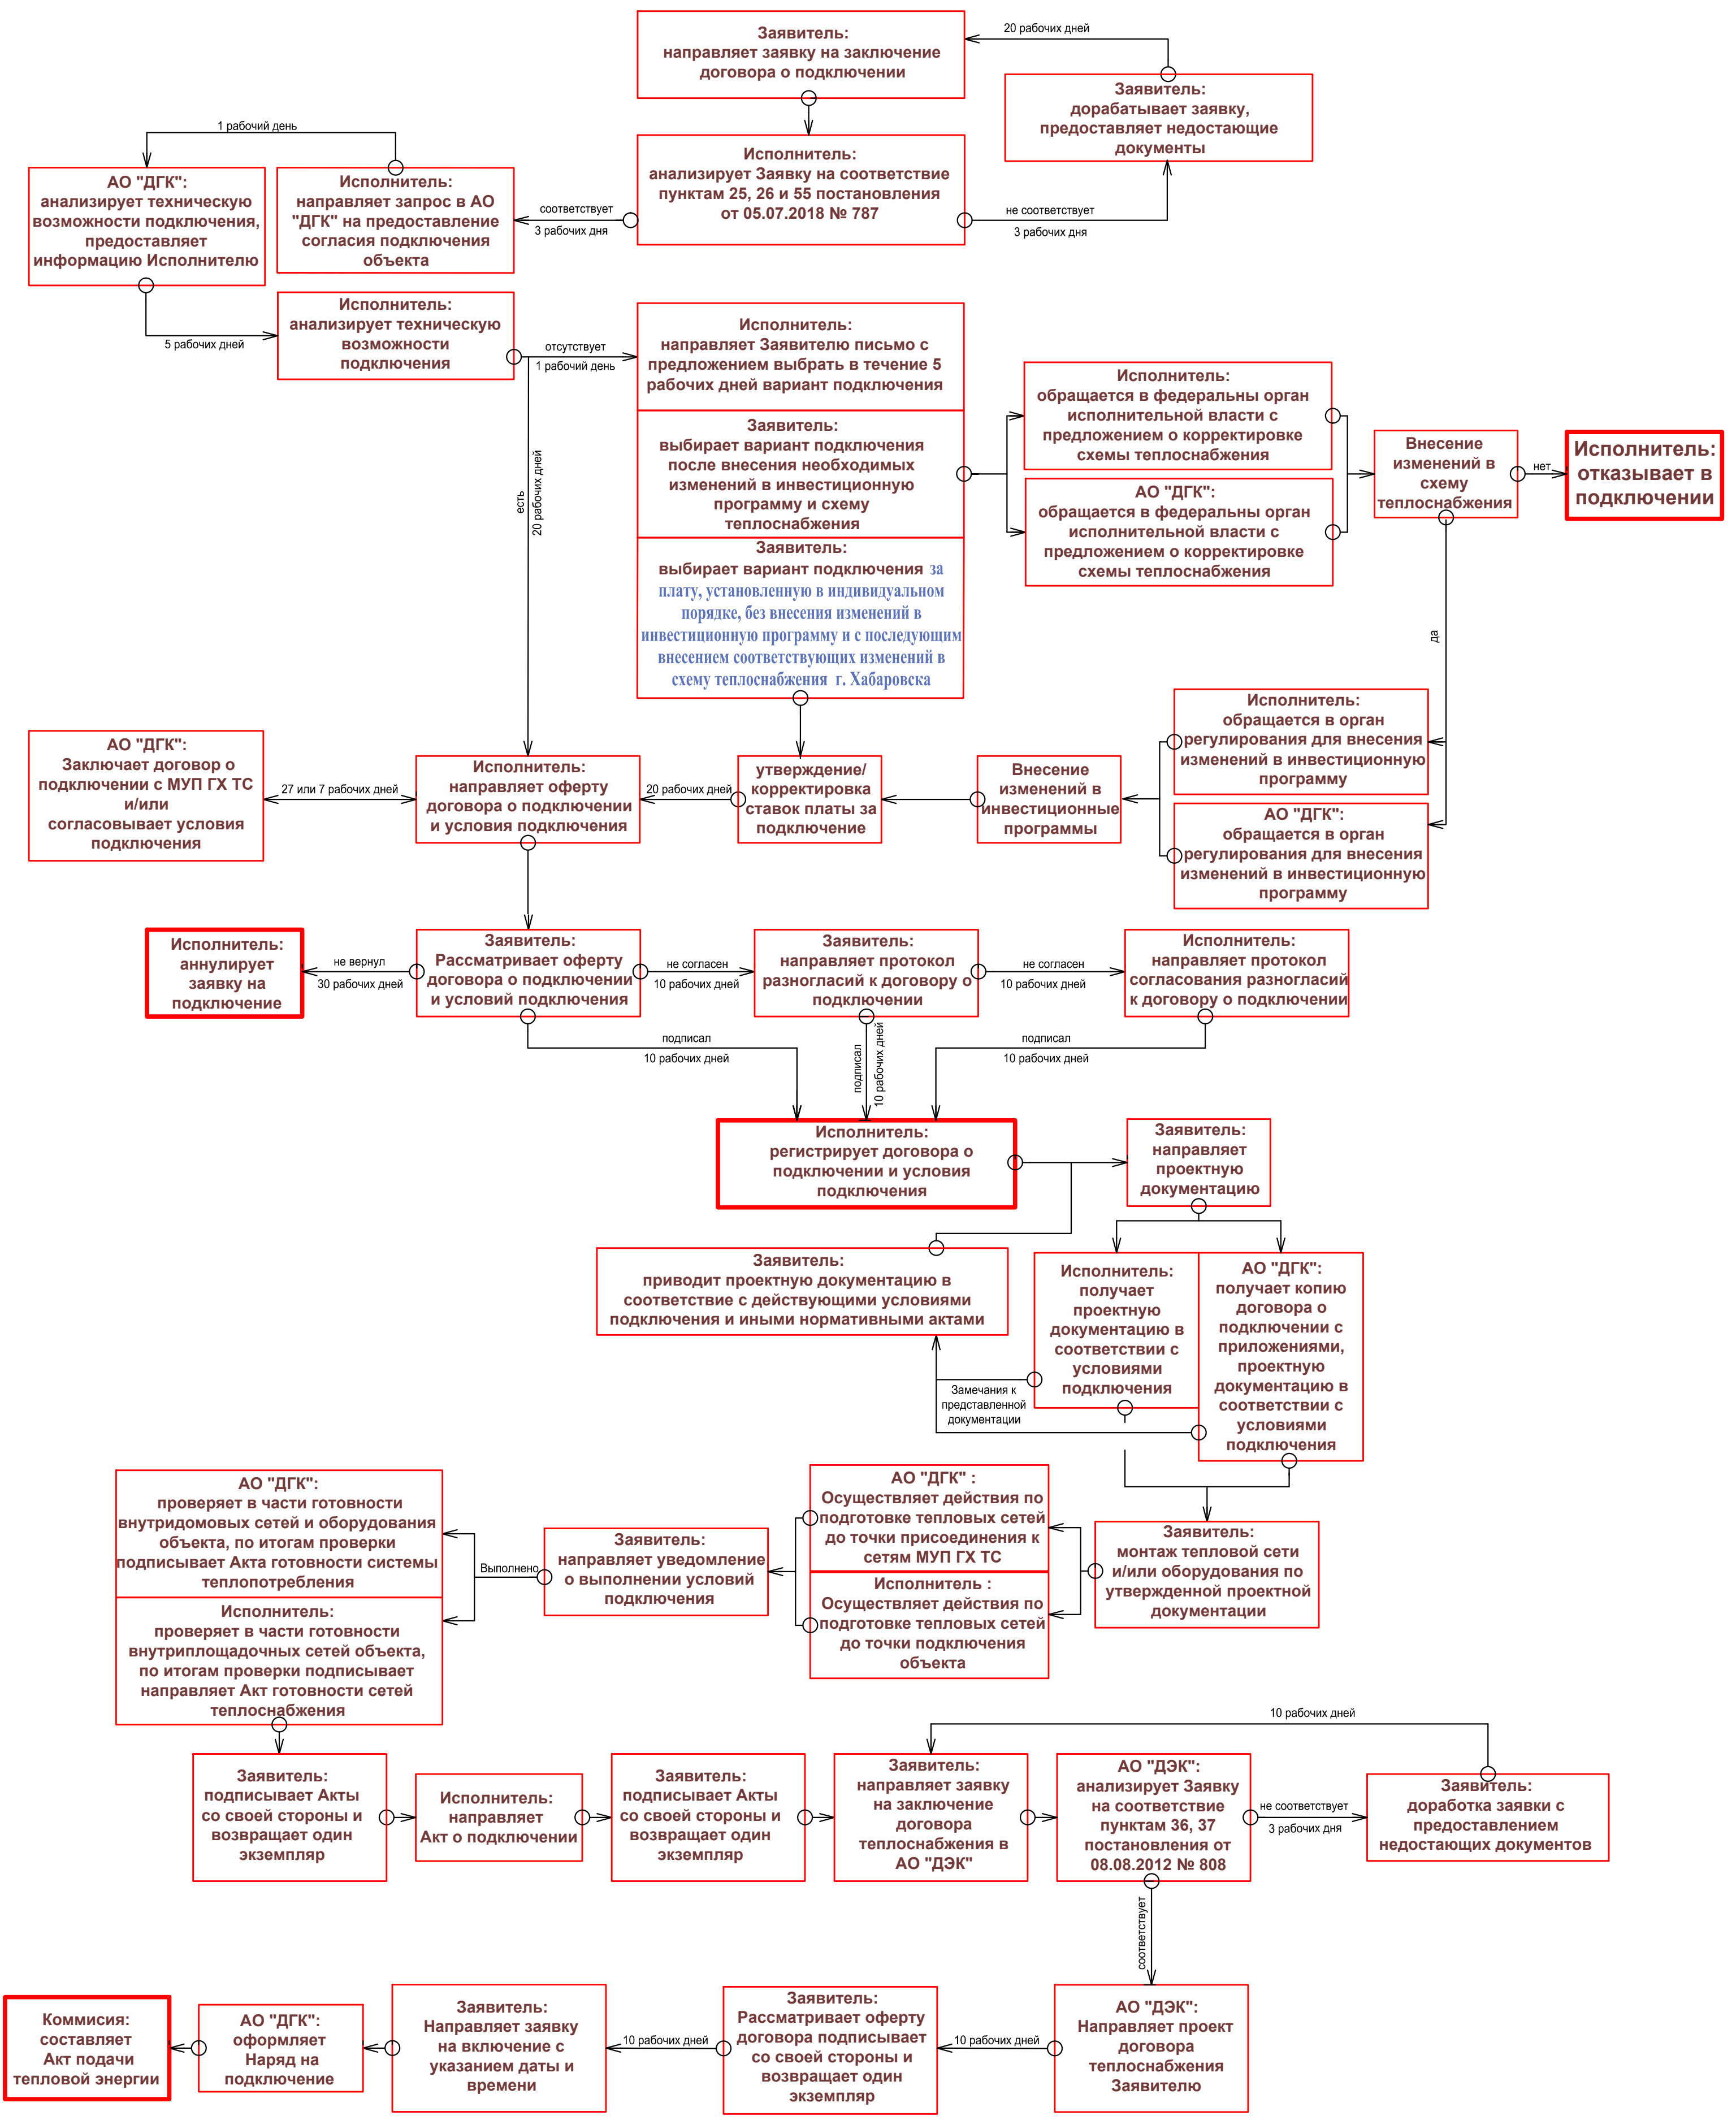 Заявитель:
направляет заявку на заключение
договора о подключении
20 рабочих дней
Заявитель:
дорабатывает заявку,
предоставляет недостающие
документы
1 рабочий день
АО "ДГК":
анализирует техническую
возможности подключения,
предоставляет
информацию Исполнителю
Исполнитель:
направляет запрос в АО
"ДГК" на предоставление
согласия подключения
объекта
соответствует
3 рабочих дня
Исполнитель:
анализирует Заявку на соответствие
пунктам 25, 26 и 55 постановления
от 05.07.2018 № 787
не соответствует
3 рабочих дня
5 рабочих дней
Исполнитель:
анализирует техническую
возможности
подключения
отсутствует
1 рабочий день
есть
20 рабочих дней
Исполнитель:
направляет Заявителю письмо с
предложением выбрать в течение 5
рабочих дней вариант подключения
Заявитель:
выбирает вариант подключения
после внесения необходимых
изменений в инвестиционную
программу и схему
теплоснабжения
Заявитель:
выбирает вариант подключения за
плату, установленную в индивидуальном
порядке, без внесения изменений в
инвестиционную программу и с последующим
внесением соответствующих изменений в
схему теплоснабжения г. Хабаровска
Исполнитель:
обращается в федеральны орган
исполнительной власти с
предложением о корректировке
схемы теплоснабжения
АО "ДГК":
обращается в федеральны орган
исполнительной власти с
предложением о корректировке
схемы теплоснабжения
Внесение
изменений в
схему
теплоснабжения
нет
Исполнитель:
отказывает в
подключении
да
Исполнитель:
обращается в орган
регулирования для внесения
изменений в инвестиционную
программу
АО "ДГК":
обращается в орган
регулирования для внесения
изменений в инвестиционную
программу
Внесение
изменений в
инвестиционные
программы
утверждение/
корректировка
ставок платы за
подключение
20 рабочих дней
Исполнитель:
направляет оферту
договора о подключении
и условия подключения
27 или 7 рабочих дней
АО "ДГК":
Заключает договор о
подключении с МУП ГХ ТС
и/или
согласовывает условия
подключения
Исполнитель:
аннулирует
заявку на
подключение
не вернул
30 рабочих дней
Заявитель:
Рассматривает оферту
договора о подключении
и условий подключения
не согласен
10 рабочих дней
Заявитель:
направляет протокол
разногласий к договору о
подключении
не согласен
10 рабочих дней
Исполнитель:
направляет протокол
согласования разногласий
к договору о подключении
подписал
10 рабочих дней
подписал
10 рабочих дней
подписал
10 рабочих дней
Исполнитель:
регистрирует договора о
подключении и условия
подключения
Заявитель:
направляет
проектную
документацию
Заявитель:
приводит проектную документацию в
соответствие с действующими условиями
подключения и иными нормативными актами
Исполнитель:
получает
проектную
документацию в
соответствии с
условиями
подключения
АО "ДГК":
получает копию
договора о
подключении с
приложениями,
проектную
документацию в
соответствии с
условиями
подключения
Замечания к
представленной
документации
Заявитель:
монтаж тепловой сети
и/или оборудования по
утвержденной проектной
документации
АО "ДГК" :
Осуществляет действия по
подготовке тепловых сетей
до точки присоединения к
сетям МУП ГХ ТС
Исполнитель :
Осуществляет действия по
подготовке тепловых сетей
до точки подключения
объекта
Заявитель:
направляет уведомление
о выполнении условий
подключения
Выполнено
АО "ДГК":
проверяет в части готовности
внутридомовых сетей и оборудования
объекта, по итогам проверки
подписывает Акта готовности системы
теплопотребления
Исполнитель:
проверяет в части готовности
внутриплощадочных сетей объекта,
по итогам проверки подписывает
направляет Акт готовности сетей
теплоснабжения
Заявитель:
подписывает Акты
со своей стороны и
возвращает один
экземпляр
Исполнитель:
направляет
Акт о подключении
Заявитель:
подписывает Акты
со своей стороны и
возвращает один
экземпляр
Заявитель:
направляет заявку
на заключение
договора
теплоснабжения в
АО "ДЭК"
АО "ДЭК":
анализирует Заявку
на соответствие
пунктам 36, 37
постановления от
08.08.2012 № 808
не соответствует
3 рабочих дня
Заявитель:
доработка заявки с
предоставлением
недостающих документов
10 рабочих дней
соответствует
АО "ДЭК":
Направляет проект
договора
теплоснабжения
Заявителю
10 рабочих дней
Заявитель:
Рассматривает оферту
договора подписывает
со своей стороны и
возвращает один
экземпляр
10 рабочих дней
Заявитель:
Направляет заявку
на включение с
указанием даты и
времени
АО "ДГК":
оформляет
Наряд на
подключение
Коммисия:
составляет
Акт подачи
тепловой энергии